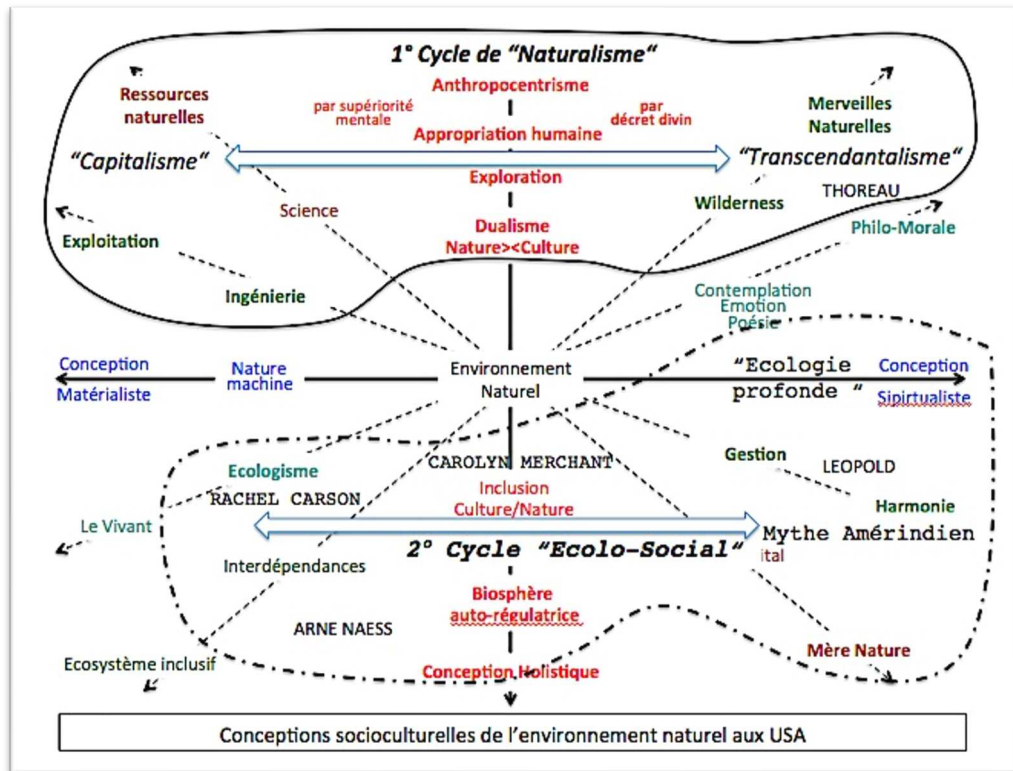 1° Cycle de “Naturalisme“
Anthropocentrisme
Ressources
naturelles
par supériorité
mentale
par
décret divin
Merveilles
Naturelles
Appropriation humaine
“Capitalisme“
“Transcendantalisme“
Exploration
THOREAU
Science
Wilderness
Dualisme
Nature><Culture
Philo-Morale
Exploitation
Ingénierie
Contemplation
Emotion
Poésie
Conception
Matérialiste
Nature
machine
Environnement
Naturel
“Ecologie
profonde “
Conception
Sipirtualiste
CAROLYN MERCHANT
Gestion
LEOPOLD
Ecologisme
RACHEL CARSON
Inclusion
Culture/Nature
Harmonie
Le Vivant
Mythe Amérindien
2° Cycle “Ecolo-Social“
ital
Interdépendances
Biosphère
auto-régulatrice
ARNE NAESS
Mère Nature
Ecosystème inclusif
Conception Holistique
Conceptions socioculturelles de l’environnement naturel aux USA